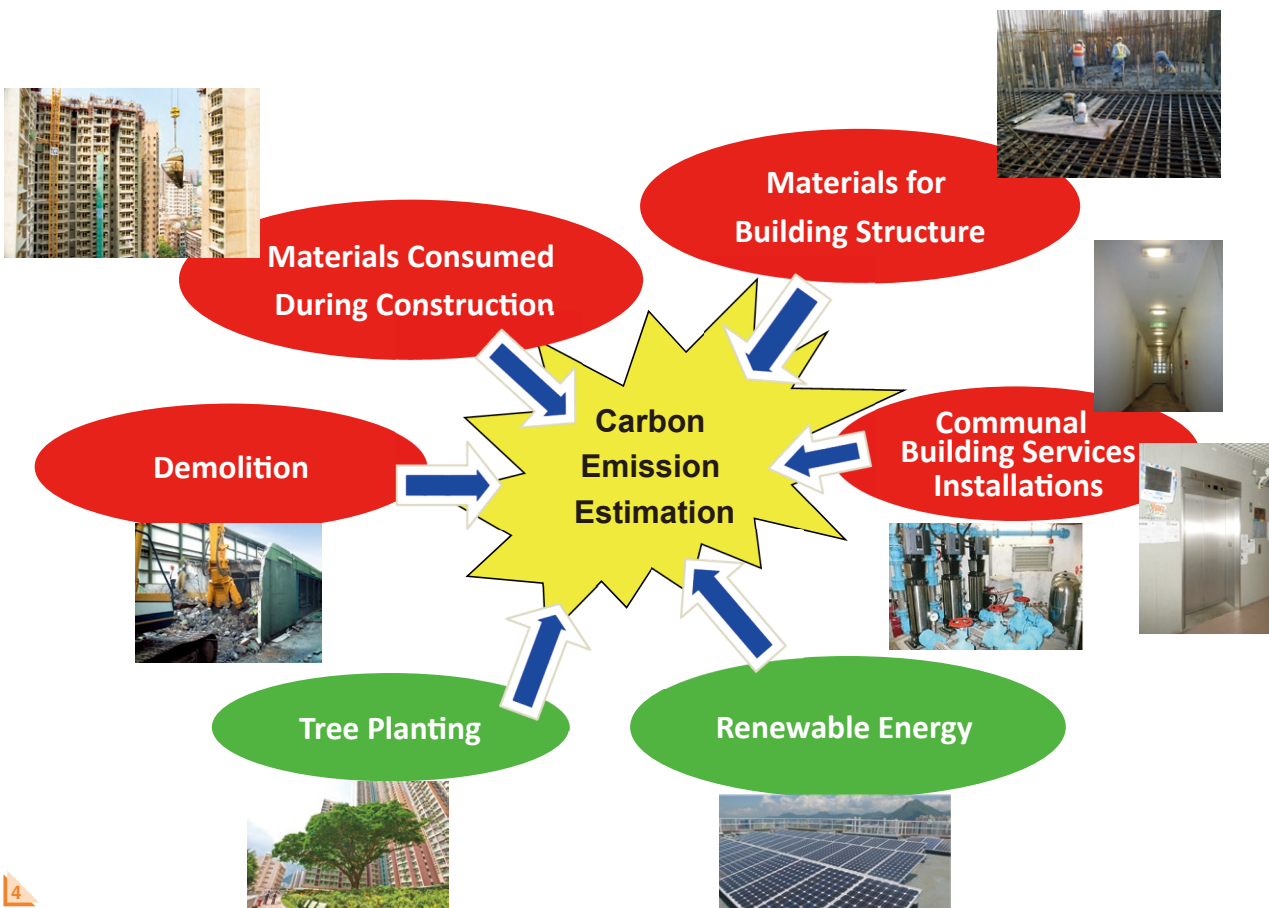 Materials for
Building Structure
Materials Consumed
During Construction
Carbon
Emission
Estimation
Communal
Building Services
Installations
Demolition
Tree Planting
Renewable Energy
4